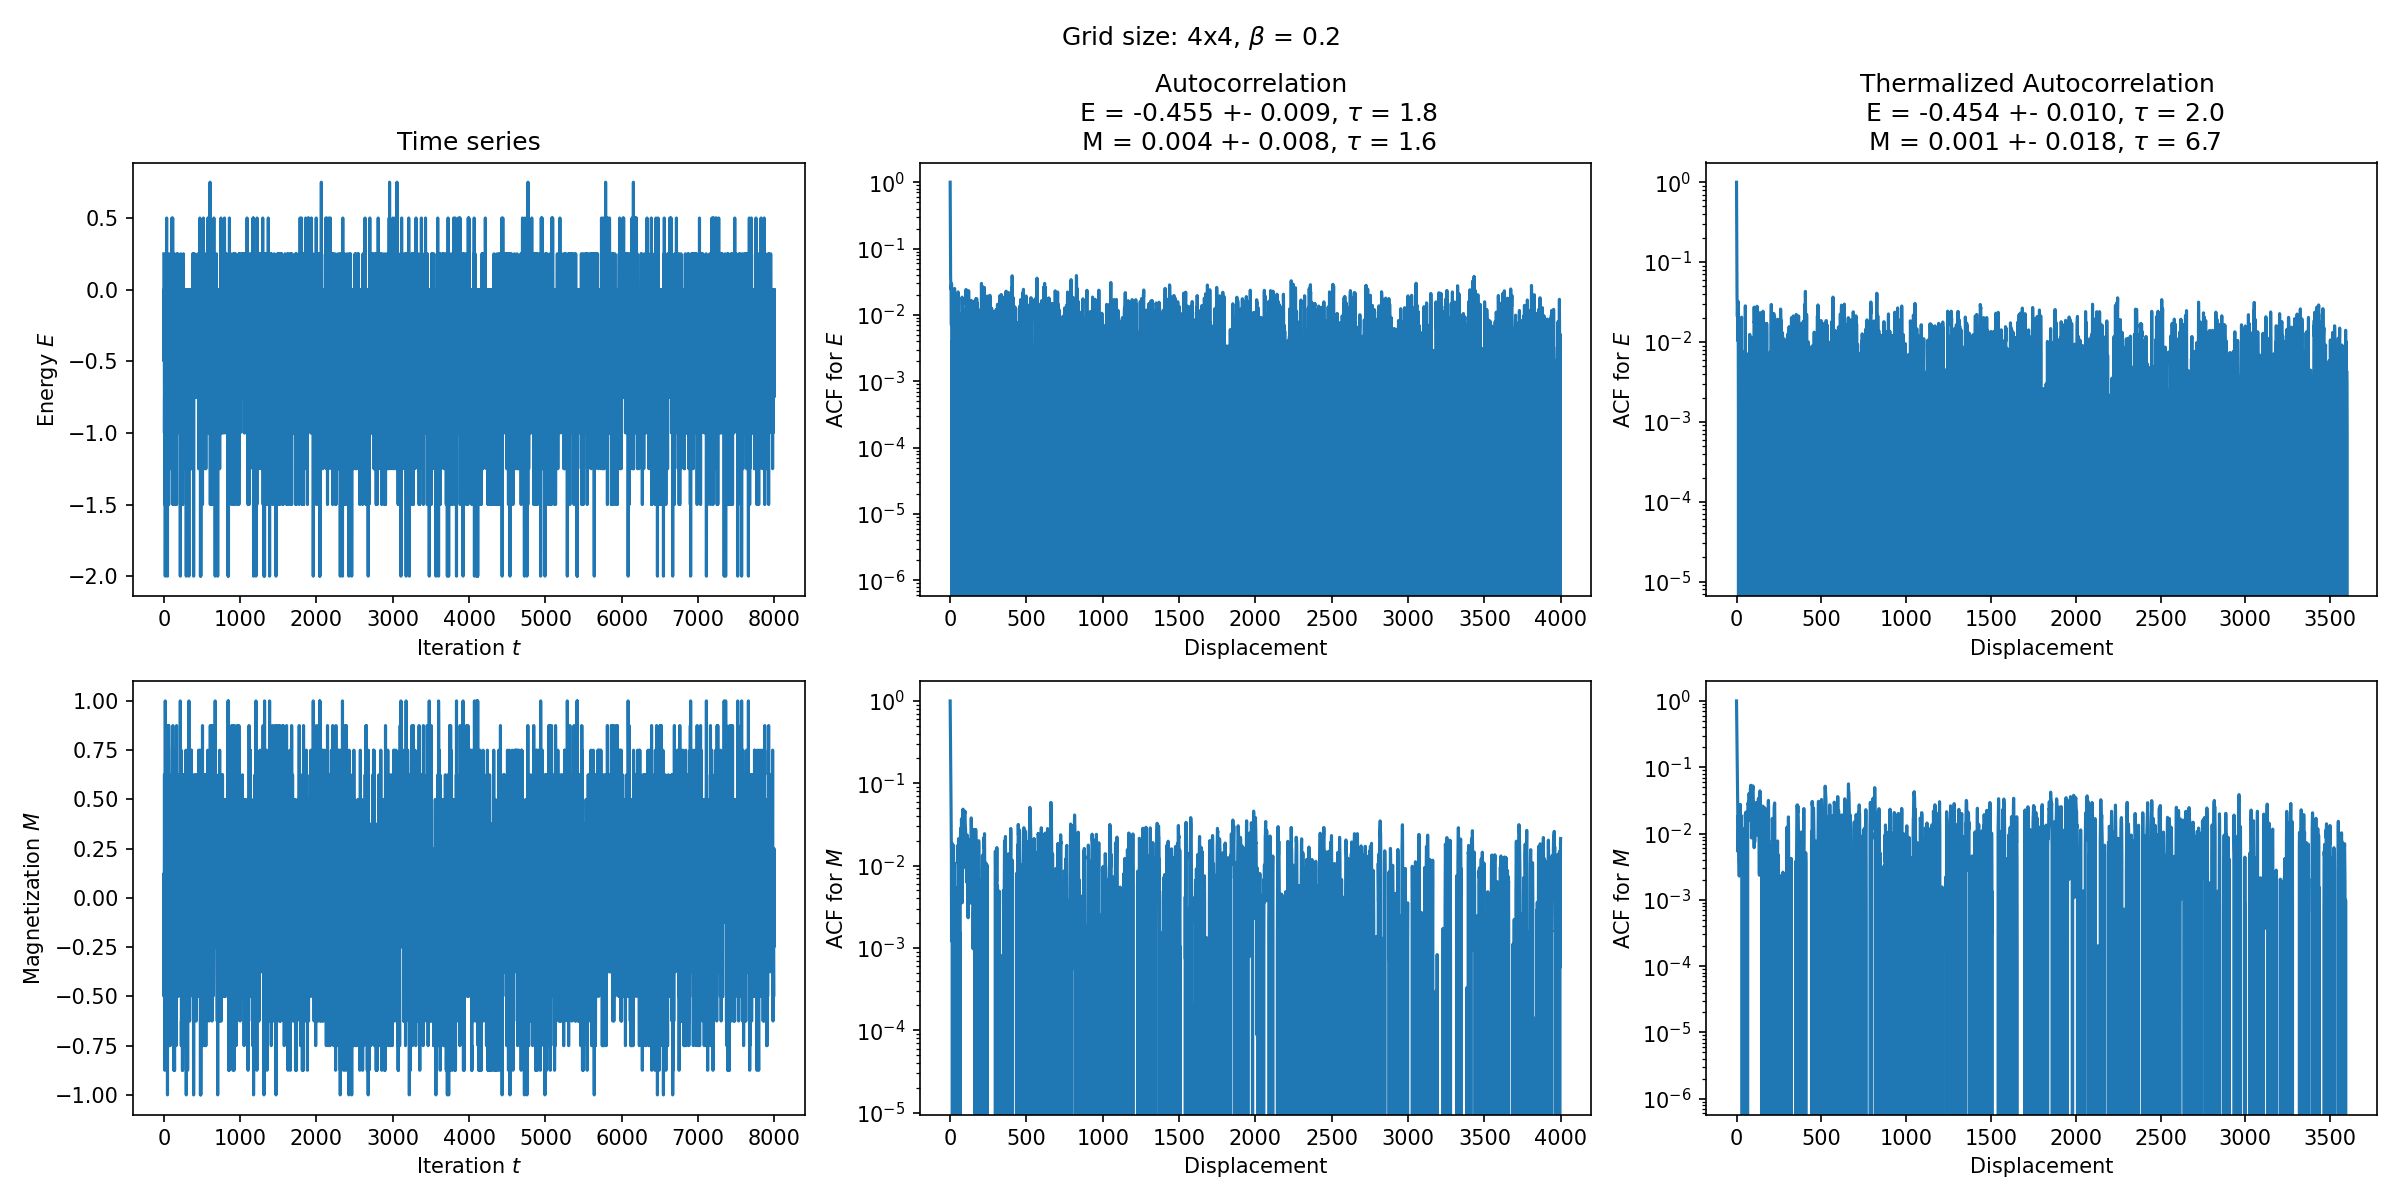 Grid size: 4x4, β = 0.2
Time series
Autocorrelation
E = -0.455 +- 0.009, τ = 1.8
M = 0.004 +- 0.008, τ = 1.6
Thermalized Autocorrelation
E = -0.454 +- 0.010, τ = 2.0
M = 0.001 +- 0.018, τ = 6.7
Energy E
0.5
0.0
−0.5
−1.0
−1.5
−2.0
0 1000 2000 3000 4000 5000 6000 7000 8000
Iteration t
ACF for E
10⁰
10⁻¹
10⁻²
10⁻³
10⁻⁴
10⁻⁵
10⁻⁶
0 500 1000 1500 2000 2500 3000 3500 4000
Displacement
ACF for E
10⁰
10⁻¹
10⁻²
10⁻³
10⁻⁴
10⁻⁵
0 500 1000 1500 2000 2500 3000 3500
Displacement
Magnetization M
1.00
0.75
0.50
0.25
0.00
−0.25
−0.50
−0.75
−1.00
0 1000 2000 3000 4000 5000 6000 7000 8000
Iteration t
ACF for M
10⁰
10⁻¹
10⁻²
10⁻³
10⁻⁴
10⁻⁵
0 500 1000 1500 2000 2500 3000 3500 4000
Displacement
ACF for M
10⁰
10⁻¹
10⁻²
10⁻³
10⁻⁴
10⁻⁵
10⁻⁶
0 500 1000 1500 2000 2500 3000 3500
Displacement